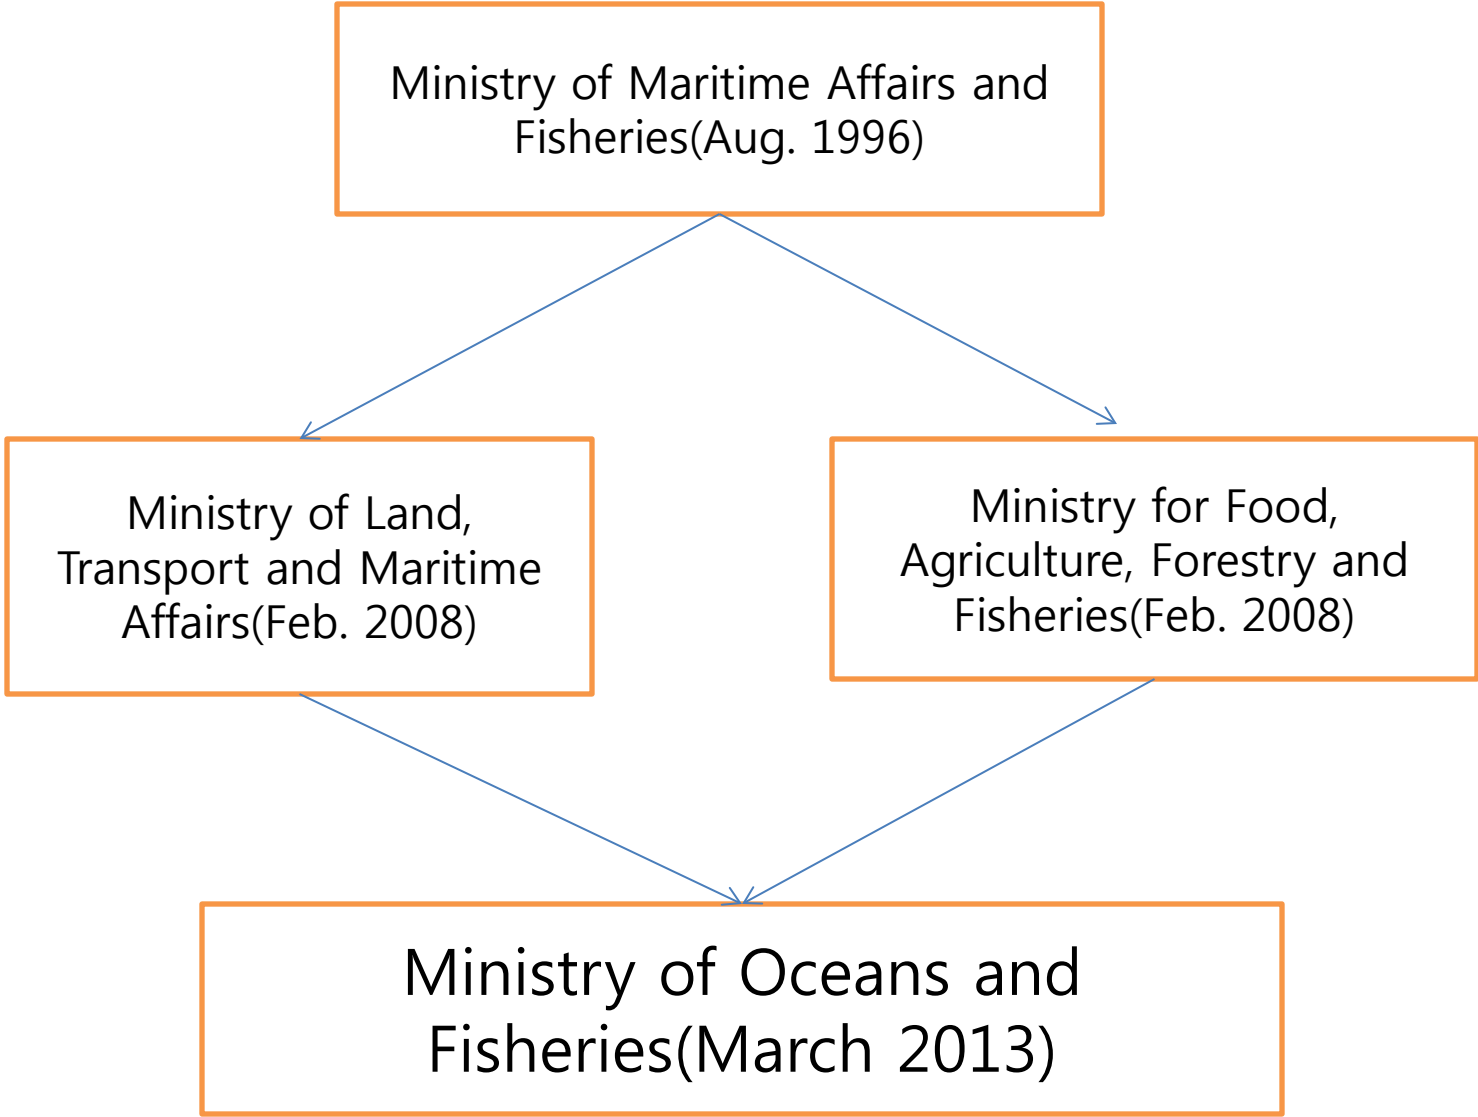 Ministry of Maritime Affairs and
Fisheries(Aug. 1996)
Ministry of Land,
Transport and Maritime
Affairs(Feb. 2008)
Ministry for Food,
Agriculture, Forestry and
Fisheries(Feb. 2008)
Ministry of Oceans and
Fisheries(March 2013)